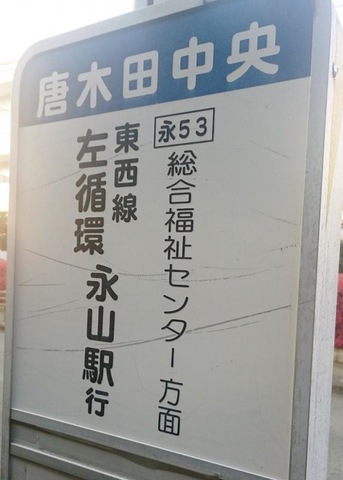 唐木田中央
永53
総合福祉センター方面
東西線
左循環 永山駅行